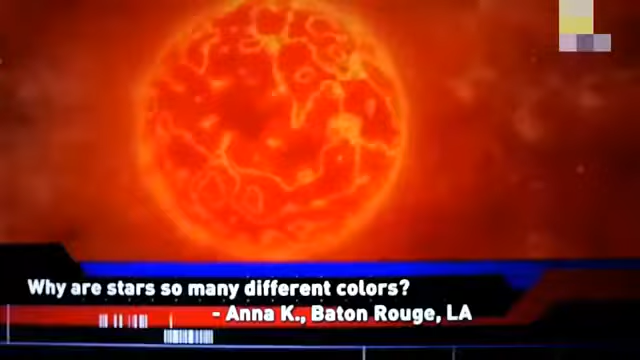 Why are stars so many different colors?
- Anna K., Baton Rouge, LA